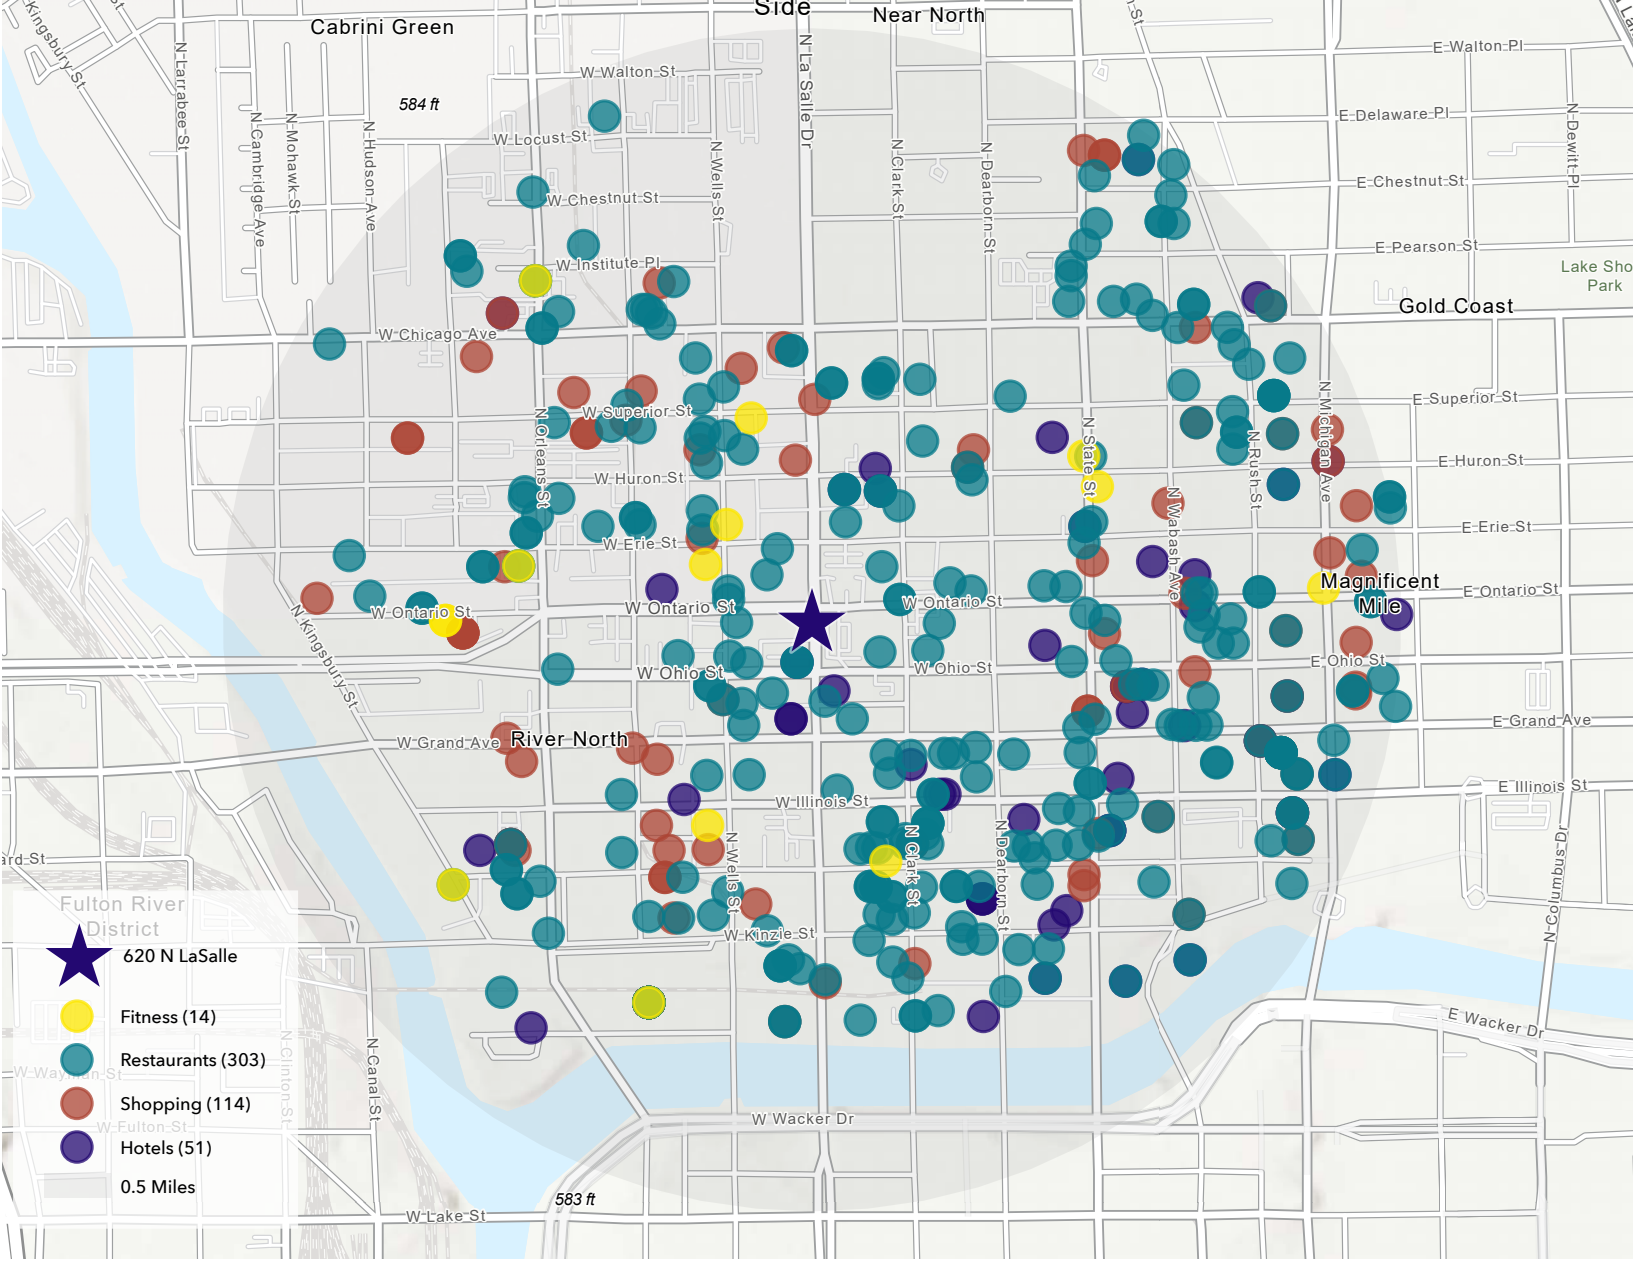 Side
Near North
Cabrini Green
N St
N Kingsbury St
N Larrabee St
N La Salle Dr
E Walton Pl
W Walton St
584 ft
N Cambridge Ave
N Mohawk St
N Hudson Ave
W Locust St
N Wells St
N Clark St
N Dearborn St
E Delaware Pl
N Dewitt Pl
W Chestnut St
E Chestnut St
E Pearson St
W Institute Pl
Lake Sho
Park
Gold Coast
W Chicago Ave
N Orleans St
W Superior St
E Superior St
N Michigan Ave
N State St
N Rush St
W Huron St
E Huron St
N Wabash Ave
W Erie St
E Erie St
Magnificent
Mile
E Ontario St
W Ontario St
W Ontario St
W Ontario St
N Kingsbury St
W Ohio St
W Ohio St
E Ohio St
E Grand Ave
W Grand Ave
River North
W Illinois St
E Illinois St
N Wells St
N Clark St
N Dearborn St
N Columbus Dr
ard St
Fulton River
District
W Kinzie St
620 N LaSalle
Fitness (14)
E Wacker Dr
Restaurants (303)
W Wayman St
N Clinton St
N Canal St
Shopping (114)
W Fulton St
W Wacker Dr
Hotels (51)
0.5 Miles
583 ft
W Lake St